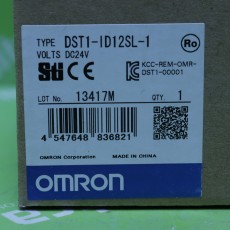 TYPE DST1-ID12SL-1
VOLTS DC24V
Ro
CE
KCC-REM-OMR-
DST1-00001
LOT No. 13417M
QTY. 1
4 547648 836821
OMRON Corporation MADE IN CHINA
OMRON